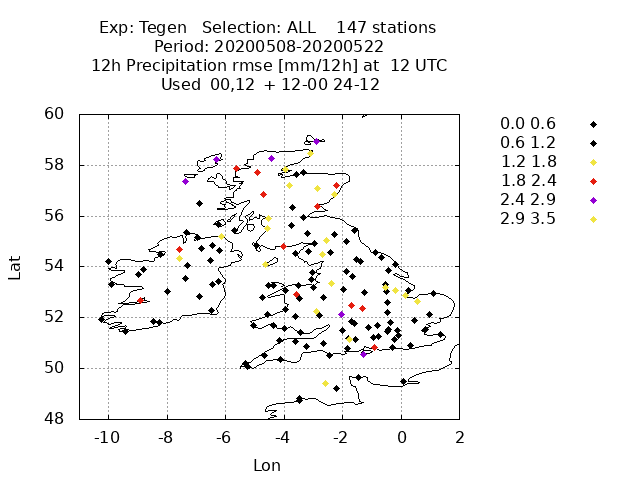 Exp: Tegen   Selection: ALL    147 stations
Period: 20200508-20200522
12h Precipitation rmse [mm/12h] at  12 UTC
Used  00,12  + 12-00 24-12
0.0 0.6
0.6 1.2
1.2 1.8
1.8 2.4
2.4 2.9
2.9 3.5
60
58
56
54
52
50
48
Lat
-10 -8 -6 -4 -2 0 2
Lon